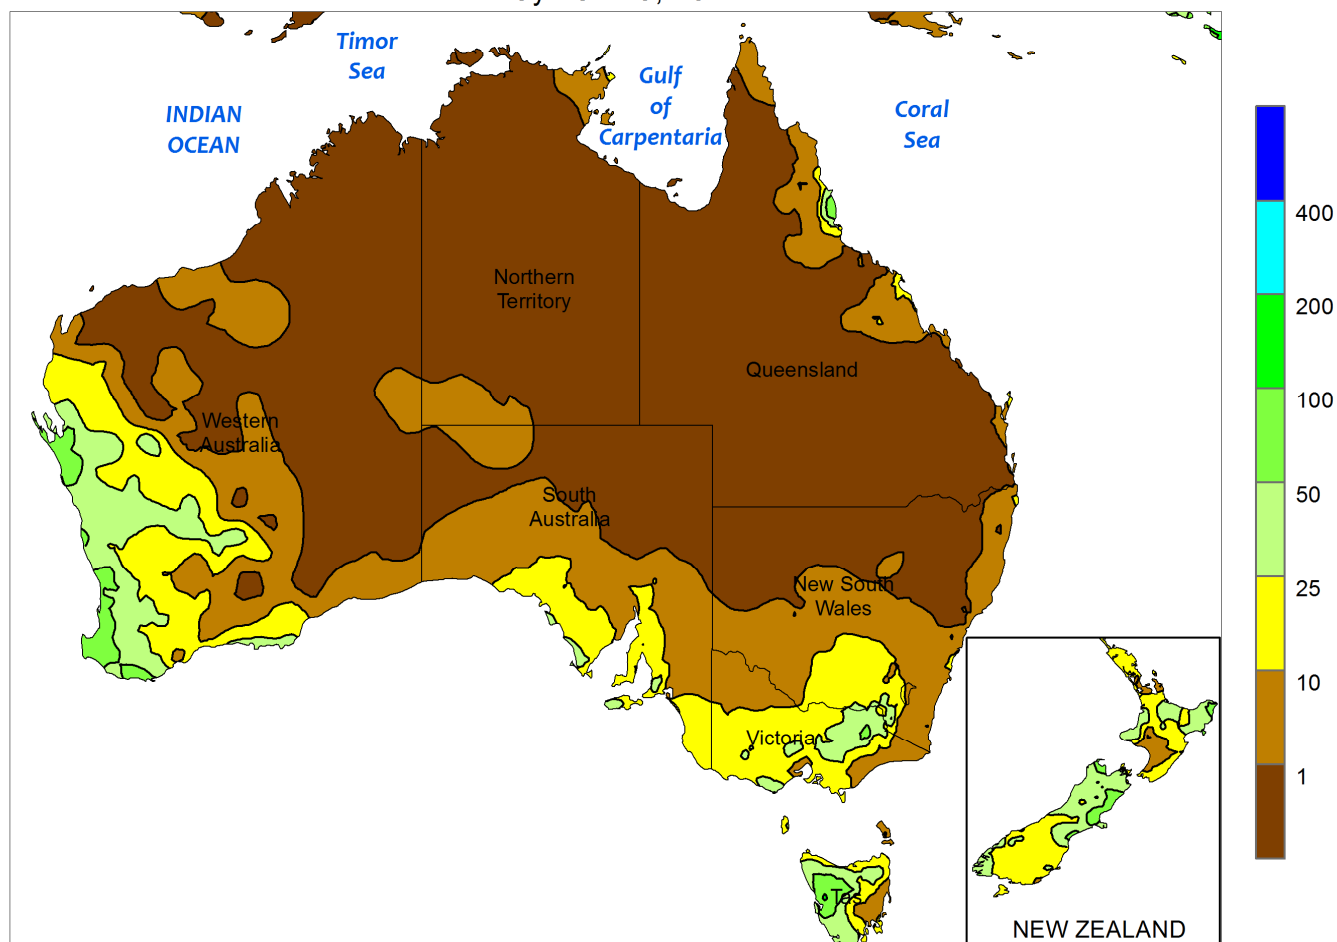 Timor
Sea
Gulf
of
Carpentaria
INDIAN
OCEAN
Coral
Sea
400
200
100
50
25
10
1
Northern
Territory
Queensland
Western
Australia
South
Australia
New South
Wales
Victoria
Tas
NEW ZEALAND